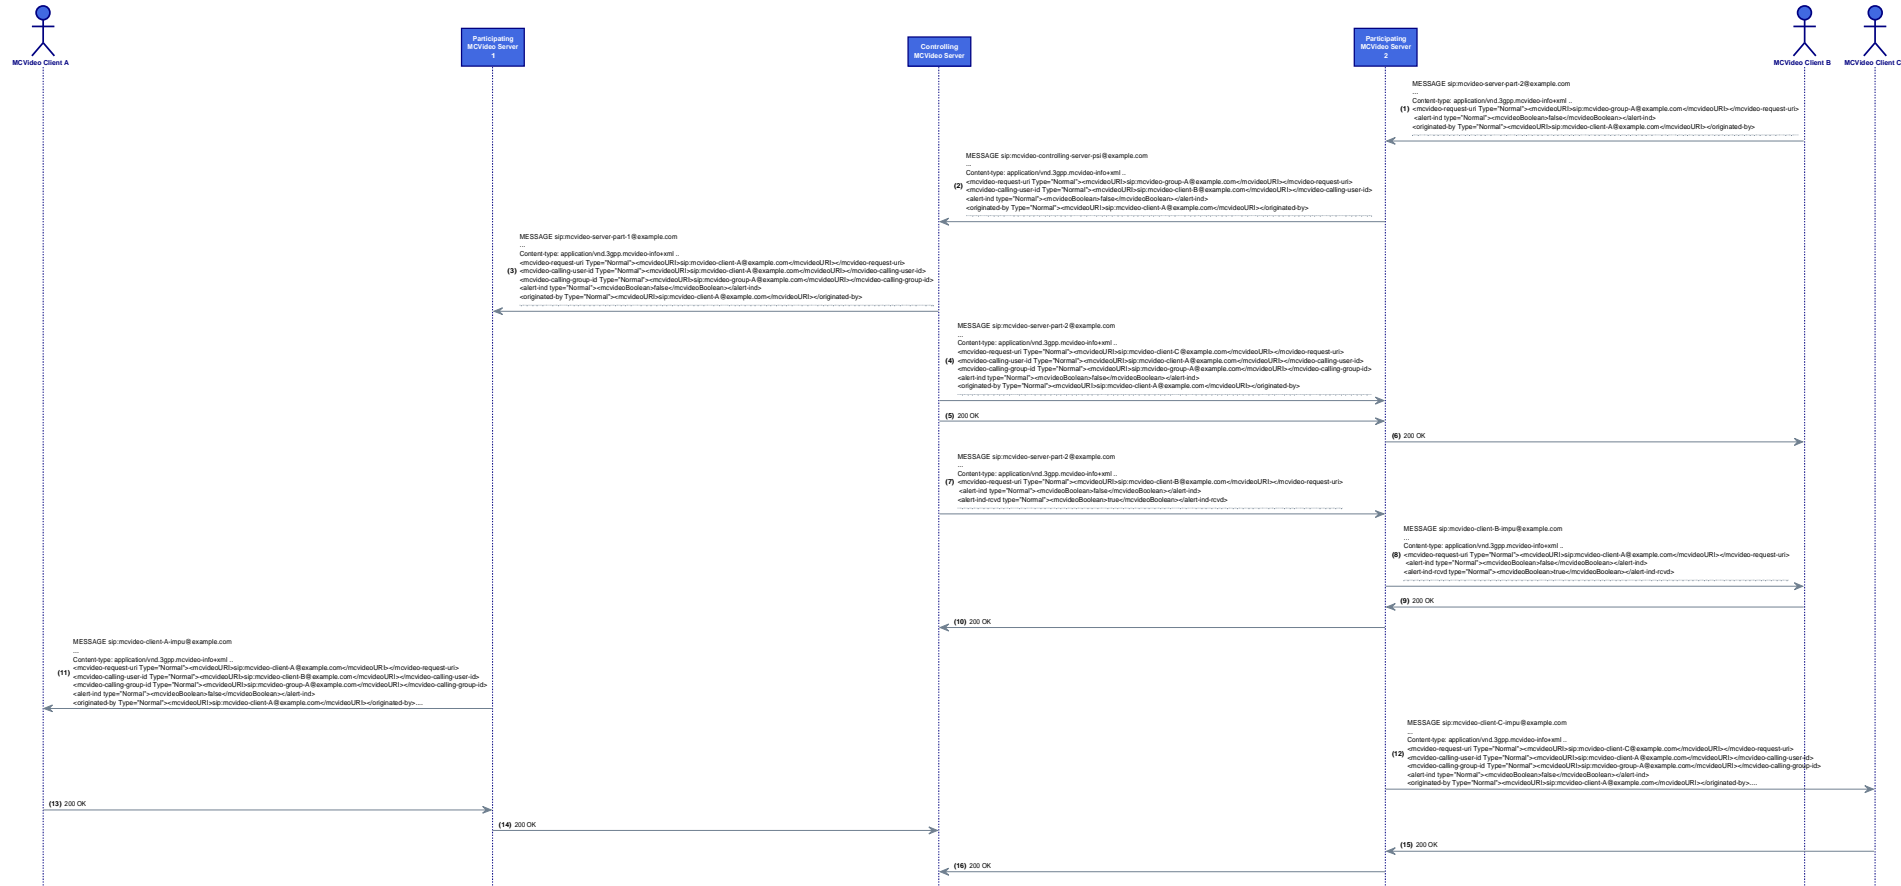 MCVideo Client A
Participating
MCVideo Server
1
Controlling
MCVideo Server
Participating
MCVideo Server
2
MCVideo Client B
MCVideo Client C
MESSAGE sip:mcvideo-server-part-2@example.com
...
Content-type: application/vnd.3gpp.mcvideo-info+xml ..
(1) <mcvideo-request-uri Type="Normal"><mcvideoURI>sip:mcvideo-group-A@example.com</mcvideoURI></mcvideo-request-uri>
<alert-ind type="Normal"><mcvideoBoolean>false</mcvideoBoolean></alert-ind>
<originated-by Type="Normal"><mcvideoURI>sip:mcvideo-client-A@example.com</mcvideoURI></originated-by>
MESSAGE sip:mcvideo-controlling-server-psi@example.com
...
Content-type: application/vnd.3gpp.mcvideo-info+xml ..
<mcvideo-request-uri Type="Normal"><mcvideoURI>sip:mcvideo-group-A@example.com</mcvideoURI></mcvideo-request-uri>
(2) <mcvideo-calling-user-id Type="Normal"><mcvideoURI>sip:mcvideo-client-B@example.com</mcvideoURI></mcvideo-calling-user-id>
<alert-ind type="Normal"><mcvideoBoolean>false</mcvideoBoolean></alert-ind>
<originated-by Type="Normal"><mcvideoURI>sip:mcvideo-client-A@example.com</mcvideoURI></originated-by>
MESSAGE sip:mcvideo-server-part-1@example.com
...
Content-type: application/vnd.3gpp.mcvideo-info+xml ..
<mcvideo-request-uri Type="Normal"><mcvideoURI>sip:mcvideo-client-A@example.com</mcvideoURI></mcvideo-request-uri>
(3) <mcvideo-calling-user-id Type="Normal"><mcvideoURI>sip:mcvideo-client-A@example.com</mcvideoURI></mcvideo-calling-user-id>
<mcvideo-calling-group-id Type="Normal"><mcvideoURI>sip:mcvideo-group-A@example.com</mcvideoURI></mcvideo-calling-group-id>
<alert-ind type="Normal"><mcvideoBoolean>false</mcvideoBoolean></alert-ind>
<originated-by Type="Normal"><mcvideoURI>sip:mcvideo-client-A@example.com</mcvideoURI></originated-by>
MESSAGE sip:mcvideo-server-part-2@example.com
...
Content-type: application/vnd.3gpp.mcvideo-info+xml ..
<mcvideo-request-uri Type="Normal"><mcvideoURI>sip:mcvideo-client-C@example.com</mcvideoURI></mcvideo-request-uri>
(4) <mcvideo-calling-user-id Type="Normal"><mcvideoURI>sip:mcvideo-client-A@example.com</mcvideoURI></mcvideo-calling-user-id>
<mcvideo-calling-group-id Type="Normal"><mcvideoURI>sip:mcvideo-group-A@example.com</mcvideoURI></mcvideo-calling-group-id>
<alert-ind type="Normal"><mcvideoBoolean>false</mcvideoBoolean></alert-ind>
<originated-by Type="Normal"><mcvideoURI>sip:mcvideo-client-A@example.com</mcvideoURI></originated-by>
(5) 200 OK
(6) 200 OK
MESSAGE sip:mcvideo-server-part-2@example.com
...
Content-type: application/vnd.3gpp.mcvideo-info+xml ..
(7) <mcvideo-request-uri Type="Normal"><mcvideoURI>sip:mcvideo-client-B@example.com</mcvideoURI></mcvideo-request-uri>
<alert-ind type="Normal"><mcvideoBoolean>false</mcvideoBoolean></alert-ind>
<alert-ind-rcvd type="Normal"><mcvideoBoolean>true</mcvideoBoolean></alert-ind-rcvd>
MESSAGE sip:mcvideo-client-B-impu@example.com
...
Content-type: application/vnd.3gpp.mcvideo-info+xml ..
(8) <mcvideo-request-uri Type="Normal"><mcvideoURI>sip:mcvideo-client-A@example.com</mcvideoURI></mcvideo-request-uri>
<alert-ind type="Normal"><mcvideoBoolean>false</mcvideoBoolean></alert-ind>
<alert-ind-rcvd type="Normal"><mcvideoBoolean>true</mcvideoBoolean></alert-ind-rcvd>
(9) 200 OK
(10) 200 OK
MESSAGE sip:mcvideo-client-A-impu@example.com
...
Content-type: application/vnd.3gpp.mcvideo-info+xml ..
<mcvideo-request-uri Type="Normal"><mcvideoURI>sip:mcvideo-client-A@example.com</mcvideoURI></mcvideo-request-uri>
(11) <mcvideo-calling-user-id Type="Normal"><mcvideoURI>sip:mcvideo-client-B@example.com</mcvideoURI></mcvideo-calling-user-id>
<mcvideo-calling-group-id Type="Normal"><mcvideoURI>sip:mcvideo-group-A@example.com</mcvideoURI></mcvideo-calling-group-id>
<alert-ind type="Normal"><mcvideoBoolean>false</mcvideoBoolean></alert-ind>
<originated-by Type="Normal"><mcvideoURI>sip:mcvideo-client-A@example.com</mcvideoURI></originated-by>....
MESSAGE sip:mcvideo-client-C-impu@example.com
...
Content-type: application/vnd.3gpp.mcvideo-info+xml ..
<mcvideo-request-uri Type="Normal"><mcvideoURI>sip:mcvideo-client-C@example.com</mcvideoURI></mcvideo-request-uri>
(12) <mcvideo-calling-user-id Type="Normal"><mcvideoURI>sip:mcvideo-client-A@example.com</mcvideoURI></mcvideo-calling-user-id>
<mcvideo-calling-group-id Type="Normal"><mcvideoURI>sip:mcvideo-group-A@example.com</mcvideoURI></mcvideo-calling-group-id>
<alert-ind type="Normal"><mcvideoBoolean>false</mcvideoBoolean></alert-ind>
<originated-by Type="Normal"><mcvideoURI>sip:mcvideo-client-A@example.com</mcvideoURI></originated-by>....
(13) 200 OK
(14) 200 OK
(15) 200 OK
(16) 200 OK